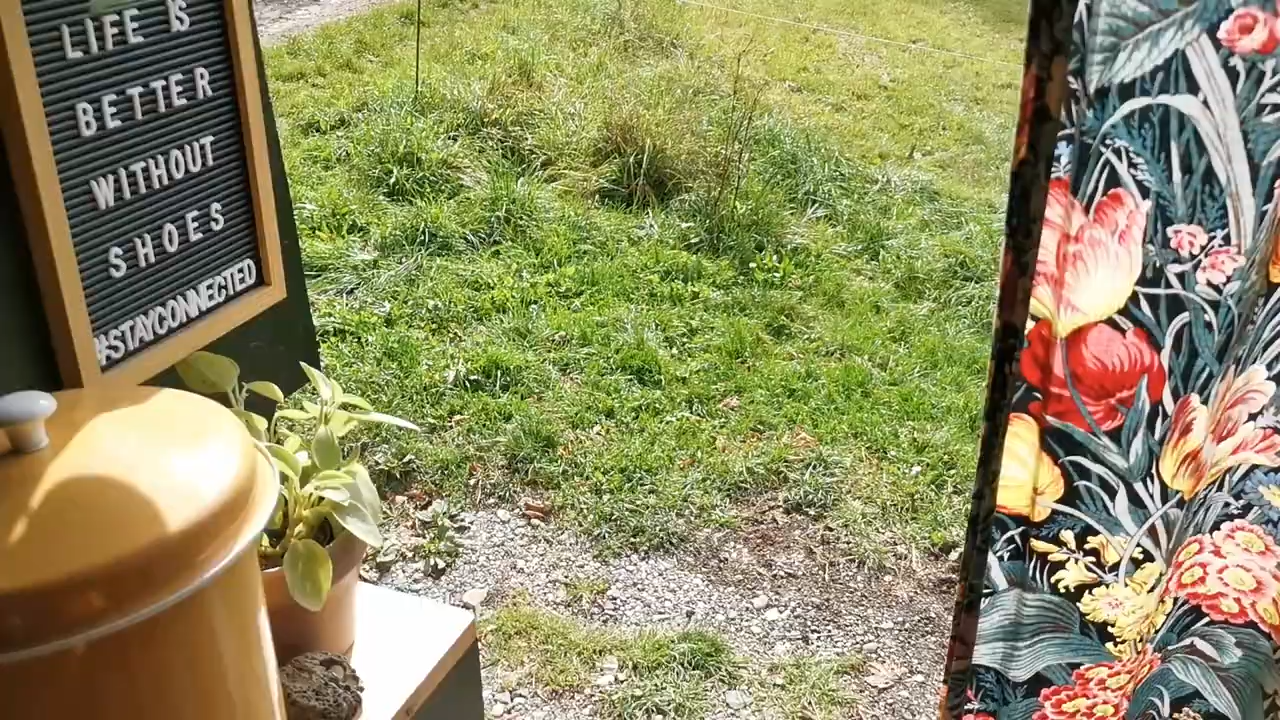 LIFE IS
BETTER
WITHOUT
SHOES
#STAYCONNECTED